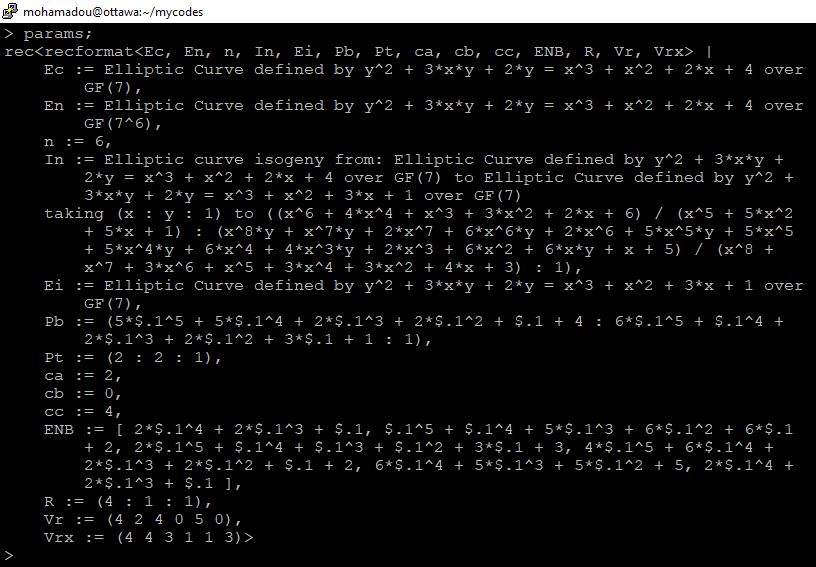 mohamadou@ottawa:~/mycodes
> params;
rec<recformat<Ec, En, n, In, Ei, Pb, Pt, ca, cb, cc, ENB, R, Vr, Vrx> |
Ec := Elliptic Curve defined by y^2 + 3*x*y + 2*y = x^3 + x^2 + 2*x + 4 over
GF(7),
En := Elliptic Curve defined by y^2 + 3*x*y + 2*y = x^3 + x^2 + 2*x + 4 over
GF(7^6),
n := 6,
In := Elliptic curve isogeny from: Elliptic Curve defined by y^2 + 3*x*y +
2*y = x^3 + x^2 + 2*x + 4 over GF(7) to Elliptic Curve defined by y^2 +
3*x*y + 2*y = x^3 + x^2 + 3*x + 1 over GF(7)
taking (x : y : 1) to ((x^6 + 4*x^4 + x^3 + 3*x^2 + 2*x + 6) / (x^5 + 5*x^2
+ 5*x + 1) : (x^8*y + x^7*y + 2*x^7 + 6*x^6*y + 2*x^6 + 5*x^5*y + 5*x^5
+ 5*x^4*y + 6*x^4 + 4*x^3*y + 2*x^3 + 6*x^2 + 6*x*y + x + 5) / (x^8 +
x^7 + 3*x^6 + x^5 + 3*x^4 + 3*x^2 + 4*x + 3) : 1),
Ei := Elliptic Curve defined by y^2 + 3*x*y + 2*y = x^3 + x^2 + 3*x + 1 over
GF(7),
Pb := (5*$.1^5 + 5*$.1^4 + 2*$.1^3 + 2*$.1^2 + $.1 + 4 : 6*$.1^5 + $.1^4 +
2*$.1^3 + 2*$.1^2 + 3*$.1 + 1 : 1),
Pt := (2 : 2 : 1),
ca := 2,
cb := 0,
cc := 4,
ENB := [ 2*$.1^4 + 2*$.1^3 + $.1, $.1^5 + $.1^4 + 5*$.1^3 + 6*$.1^2 + 6*$.1
+ 2, 2*$.1^5 + $.1^4 + $.1^3 + $.1^2 + 3*$.1 + 3, 4*$.1^5 + 6*$.1^4 +
2*$.1^3 + 2*$.1^2 + $.1 + 2, 6*$.1^4 + 5*$.1^3 + 5*$.1^2 + 5, 2*$.1^4 +
2*$.1^3 + $.1 ],
R := (4 : 1 : 1),
Vr := (4 2 4 0 5 0),
Vrx := (4 4 3 1 1 3)>
>